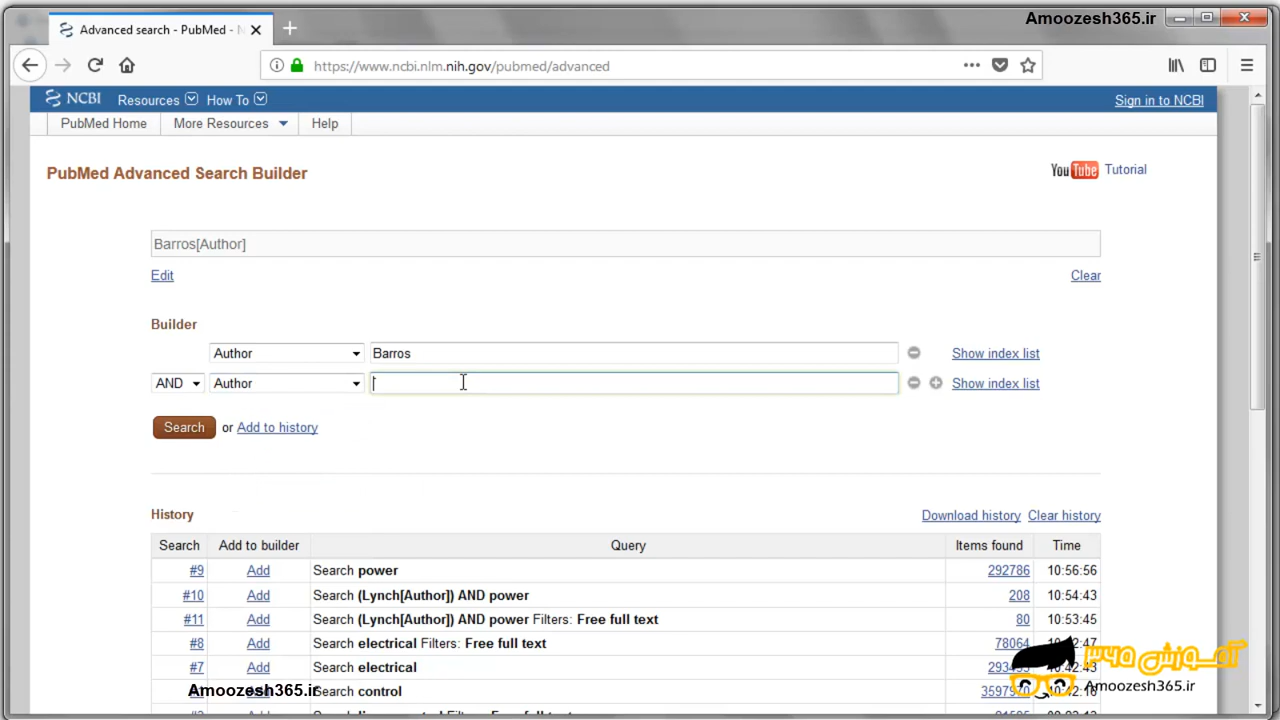 Amoozesh365.ir
Advanced search - PubMed - N
https://www.ncbi.nlm.nih.gov/pubmed/advanced
NCBI Resources How To Sign in to NCBI
PubMed Home More Resources Help
PubMed Advanced Search Builder
YouTube Tutorial
Barros[Author]
Edit Clear
Builder
Author Barros Show index list
AND Author Show index list
Search or Add to history
History Download history Clear history
Search Add to builder Query Items found Time
#9 Add Search power 292786 10:56:56
#10 Add Search (Lynch[Author]) AND power 208 10:54:43
#11 Add Search (Lynch[Author]) AND power Filters: Free full text 80 10:53:45
#8 Add Search electrical Filters: Free full text 78064
#7 Add Search electrical
Search control
آموزش ۳۶۵
Amoozesh365.ir
Amoozesh365.ir